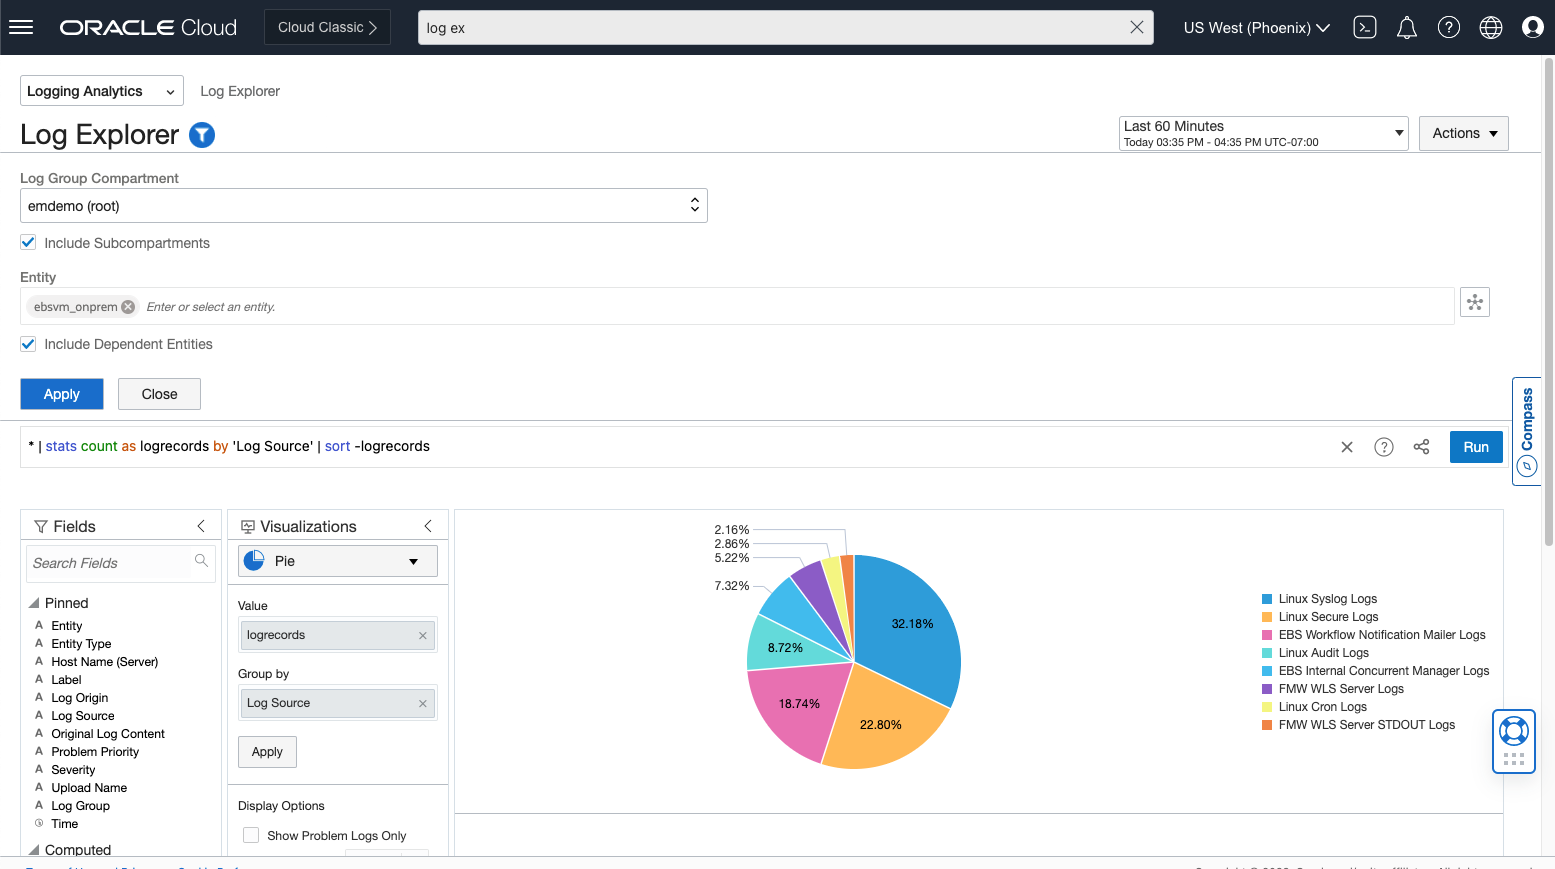 ORACLE Cloud
Cloud Classic
log ex
US West (Phoenix)
Logging Analytics
Log Explorer
Log Explorer
Last 60 Minutes
Today 03:35 PM - 04:35 PM UTC-07:00
Actions
Log Group Compartment
emdemo (root)
Include Subcompartments
Entity
ebsvm_onprem
Enter or select an entity.
Include Dependent Entities
Apply
Close
Compass
* | stats count as logrecords by 'Log Source' | sort -logrecords
?
Run
Fields
Search Fields
Pinned
A Entity
A Entity Type
A Host Name (Server)
A Label
A Log Origin
A Log Source
A Original Log Content
A Problem Priority
A Severity
A Upload Name
A Log Group
Time
Computed
Visualizations
Pie
Value
logrecords
Group by
Log Source
Apply
Display Options
Show Problem Logs Only
2.16%
2.86%
5.22%
7.32%
8.72%
18.74%
22.80%
32.18%
Linux Syslog Logs
Linux Secure Logs
EBS Workflow Notification Mailer Logs
Linux Audit Logs
EBS Internal Concurrent Manager Logs
FMW WLS Server Logs
Linux Cron Logs
FMW WLS Server STDOUT Logs